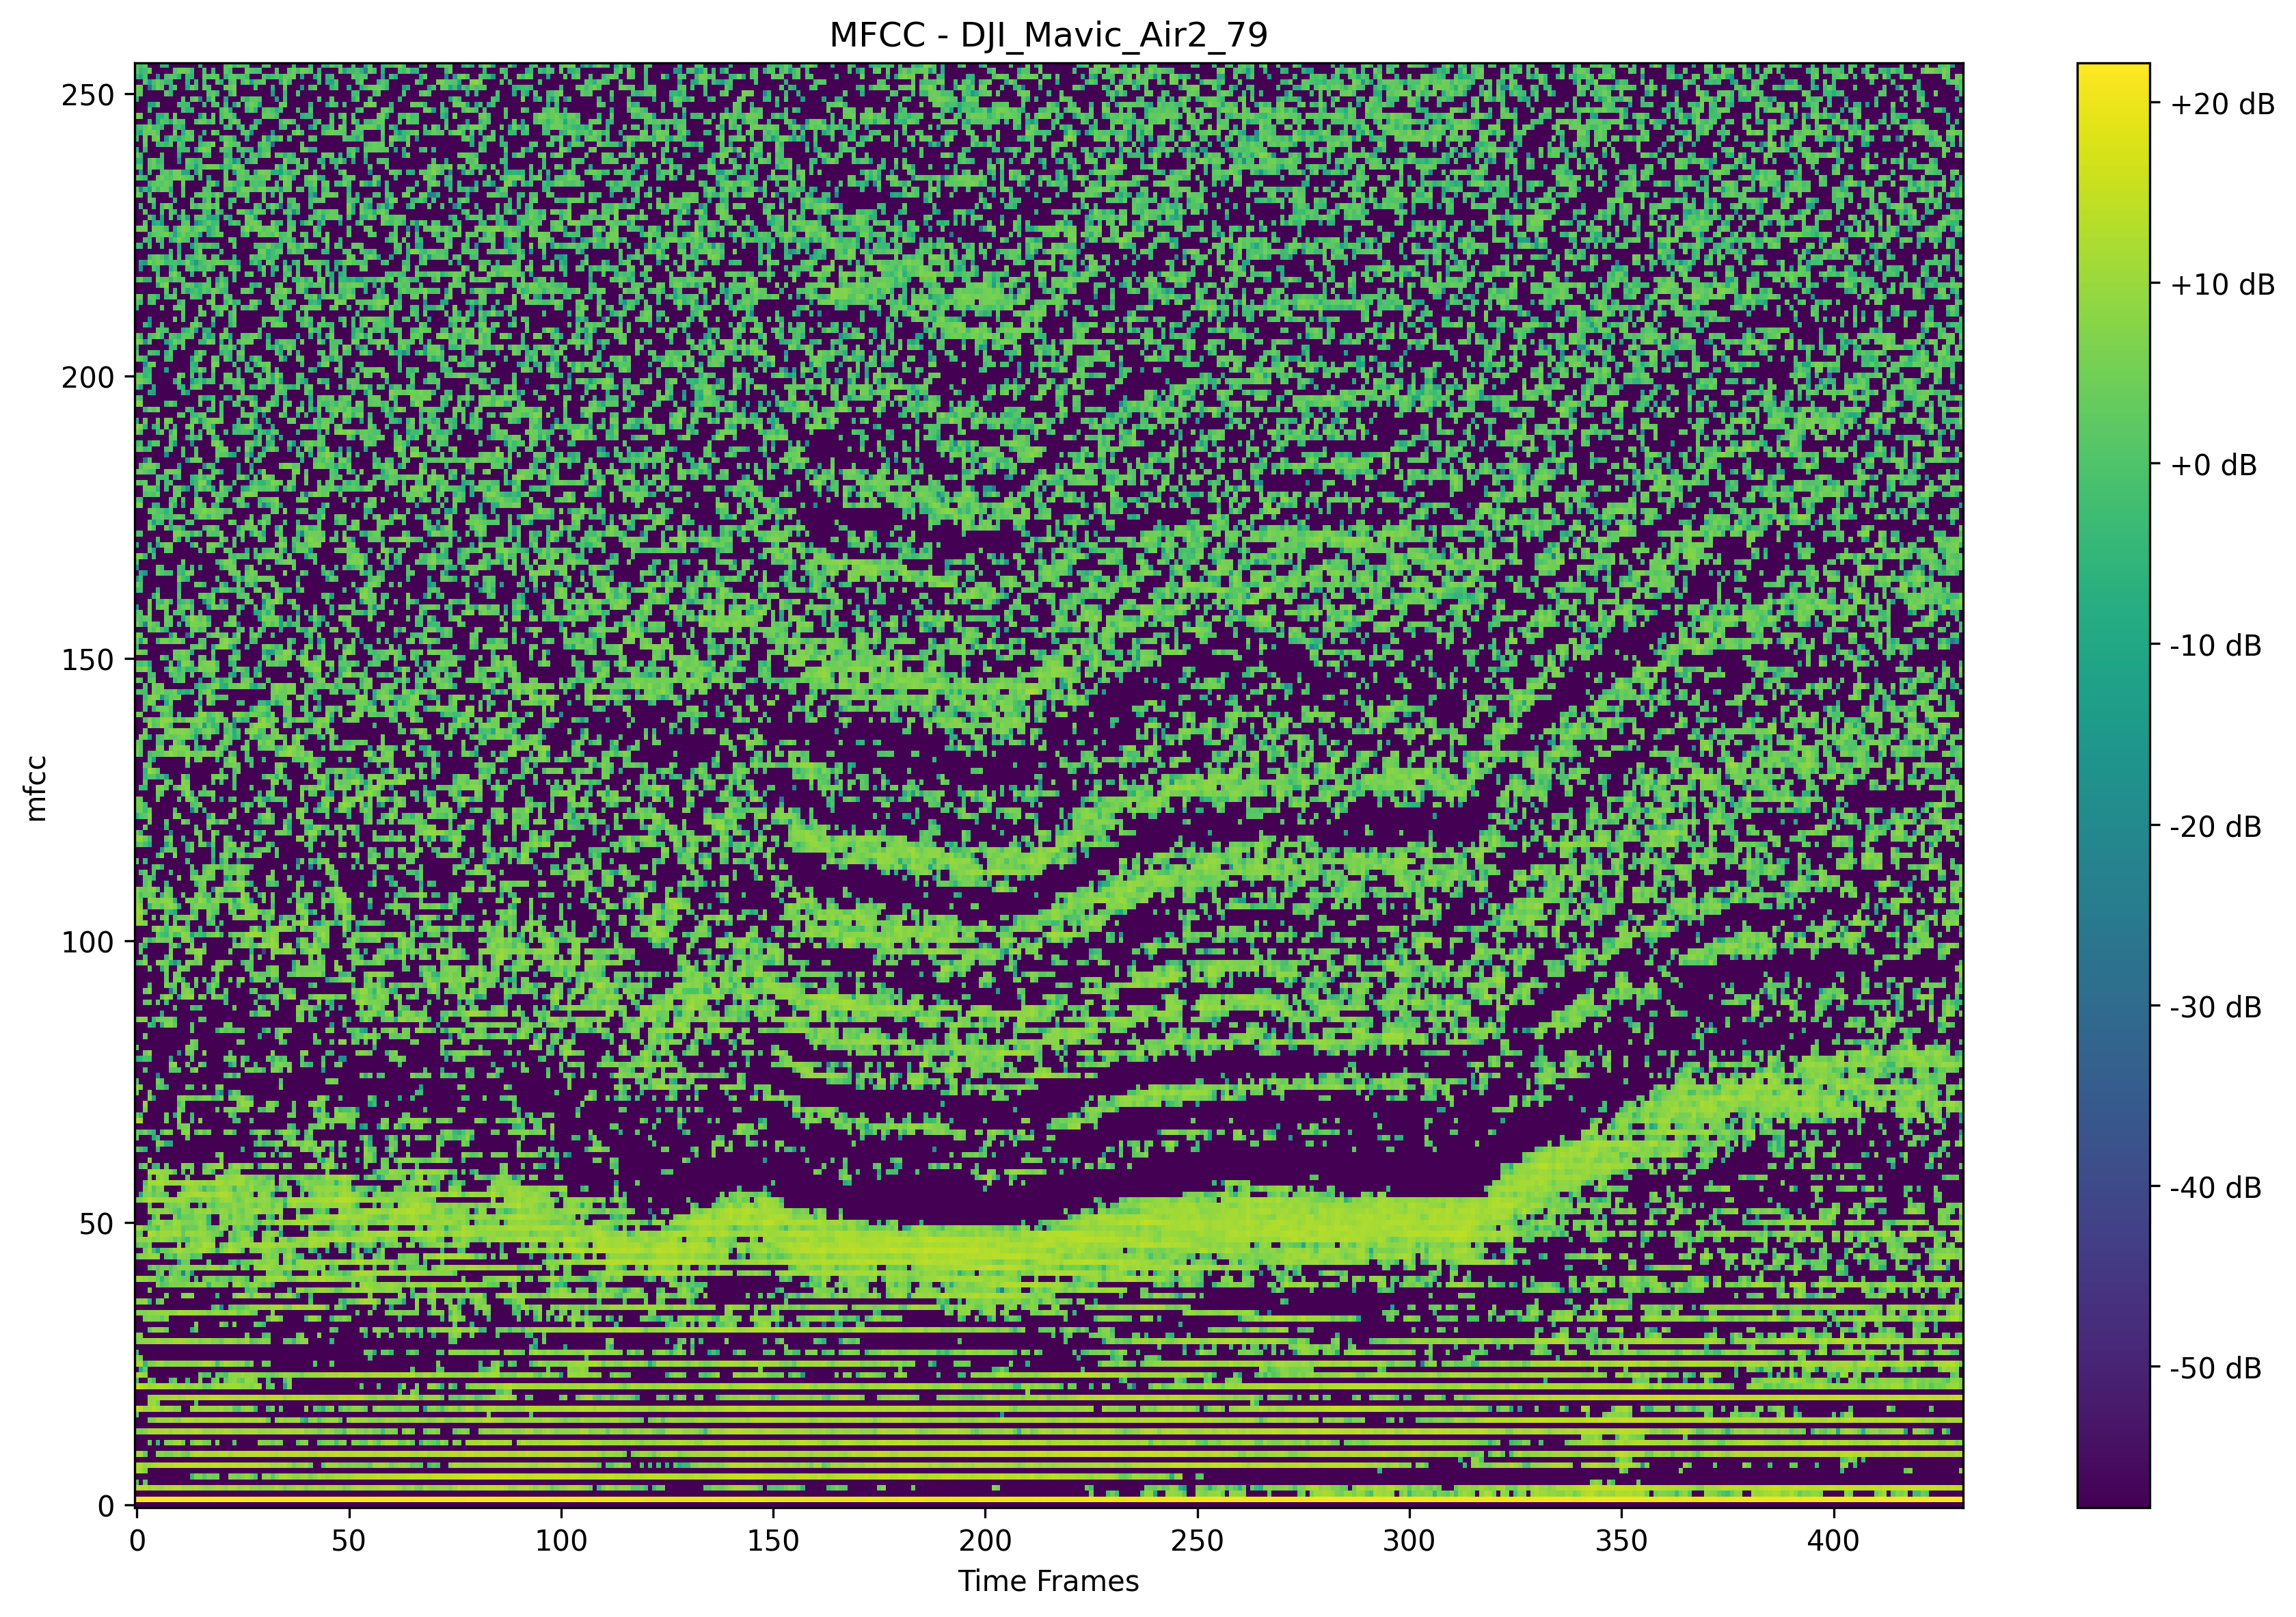 MFCC - DJI_Mavic_Air2_79
250
200
150
100
50
0
mfcc
0 50 100 150 200 250 300 350 400
Time Frames
+20 dB
+10 dB
+0 dB
-10 dB
-20 dB
-30 dB
-40 dB
-50 dB